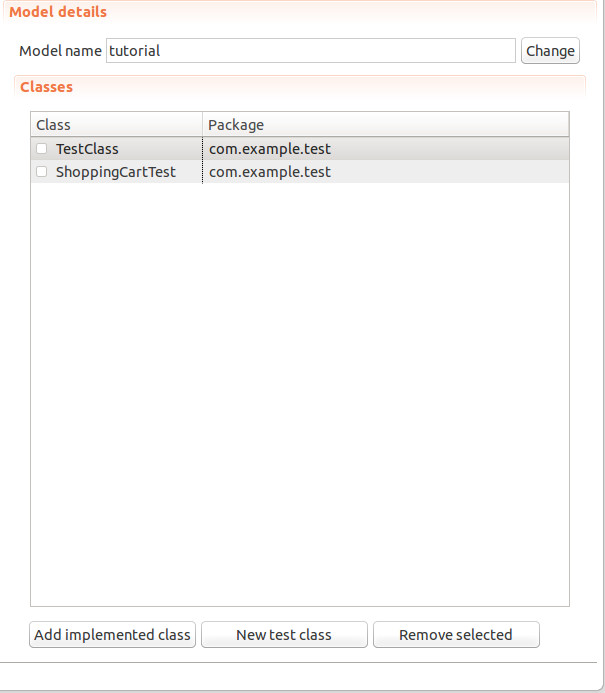 Model details
Model name tutorial Change
Classes
Class Package
TestClass com.example.test
ShoppingCartTest com.example.test
Add implemented class New test class Remove selected